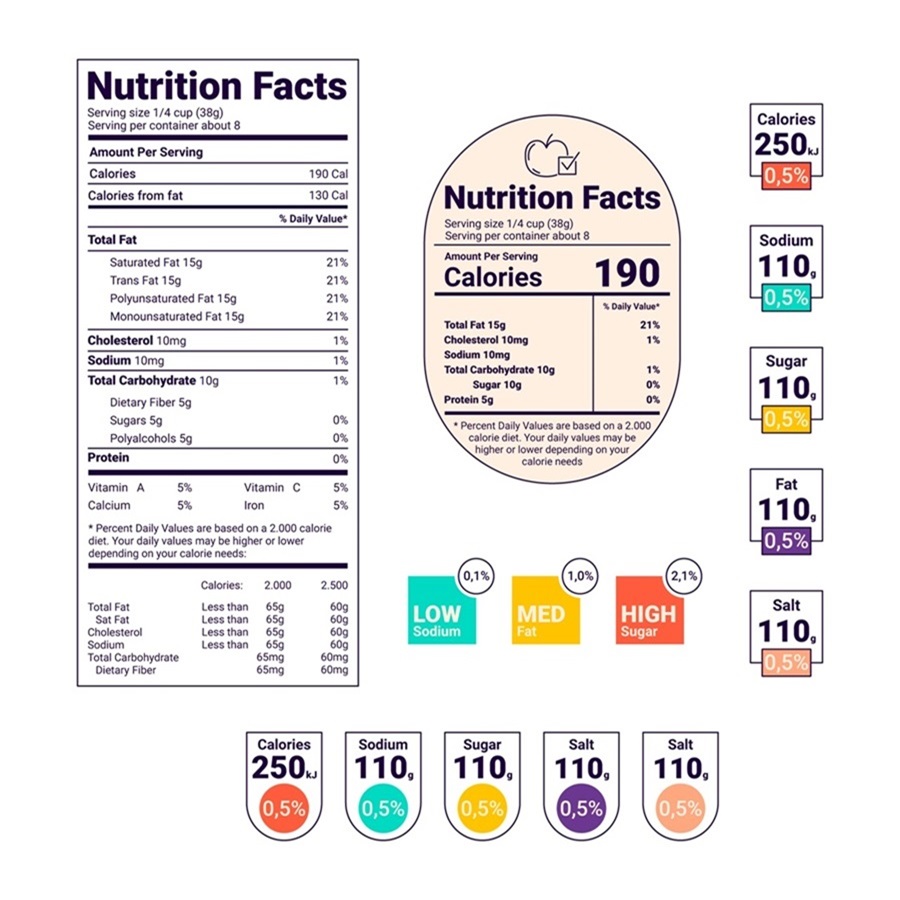 Nutrition Facts
Serving size 1/4 cup (38g)
Serving per container about 8
Amount Per Serving
Calories 190 Cal
Calories from fat 130 Cal
% Daily Value*
Total Fat
Saturated Fat 15g 21%
Trans Fat 15g 21%
Polyunsaturated Fat 15g 21%
Monounsaturated Fat 15g 21%
Cholesterol 10mg 1%
Sodium 10mg 1%
Total Carbohydrate 10g 1%
Dietary Fiber 5g
Sugars 5g 0%
Polyalcohols 5g 0%
Protein 0%
Vitamin A 5% Vitamin C 5%
Calcium 5% Iron 5%
* Percent Daily Values are based on a 2.000 calorie
diet. Your daily values may be higher or lower
depending on your calorie needs:
Calories: 2.000 2.500
Total Fat Less than 65g 60g
Sat Fat Less than 65g 60g
Cholesterol Less than 65g 60g
Sodium Less than 65g 60g
Total Carbohydrate 65mg 60mg
Dietary Fiber 65mg 60mg
Nutrition Facts
Serving size 1/4 cup (38g)
Serving per container about 8
Amount Per Serving
Calories 190
% Daily Value*
Total Fat 15g 21%
Cholesterol 10mg 1%
Sodium 10mg
Total Carbohydrate 10g 1%
Sugar 10g 0%
Protein 5g 0%
* Percent Daily Values are based on a 2.000
calorie diet. Your daily values may be
higher or lower depending on your
calorie needs
0,1%
LOW
Sodium
1,0%
MED
Fat
2,1%
HIGH
Sugar
Calories
250kJ
0,5%
Sodium
110g
0,5%
Sugar
110g
0,5%
Fat
110g
0,5%
Salt
110g
0,5%
Calories
250kJ
0,5%
Sodium
110g
0,5%
Sugar
110g
0,5%
Salt
110g
0,5%
Salt
110g
0,5%